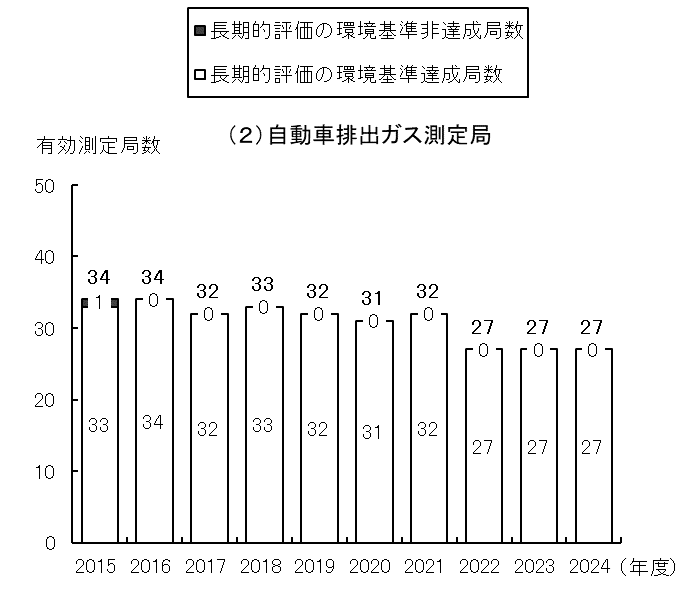 長期的評価の環境基準非達成局数
長期的評価の環境基準達成局数
（２）自動車排出ガス測定局
有効測定局数
50
40
30
20
10
0
34 34 32 33 32 31 32 27 27 27
1 0 0 0 0 0 0 0 0 0
33 34 32 33 32 31 32 27 27 27
2015 2016 2017 2018 2019 2020 2021 2022 2023 2024 （年度）